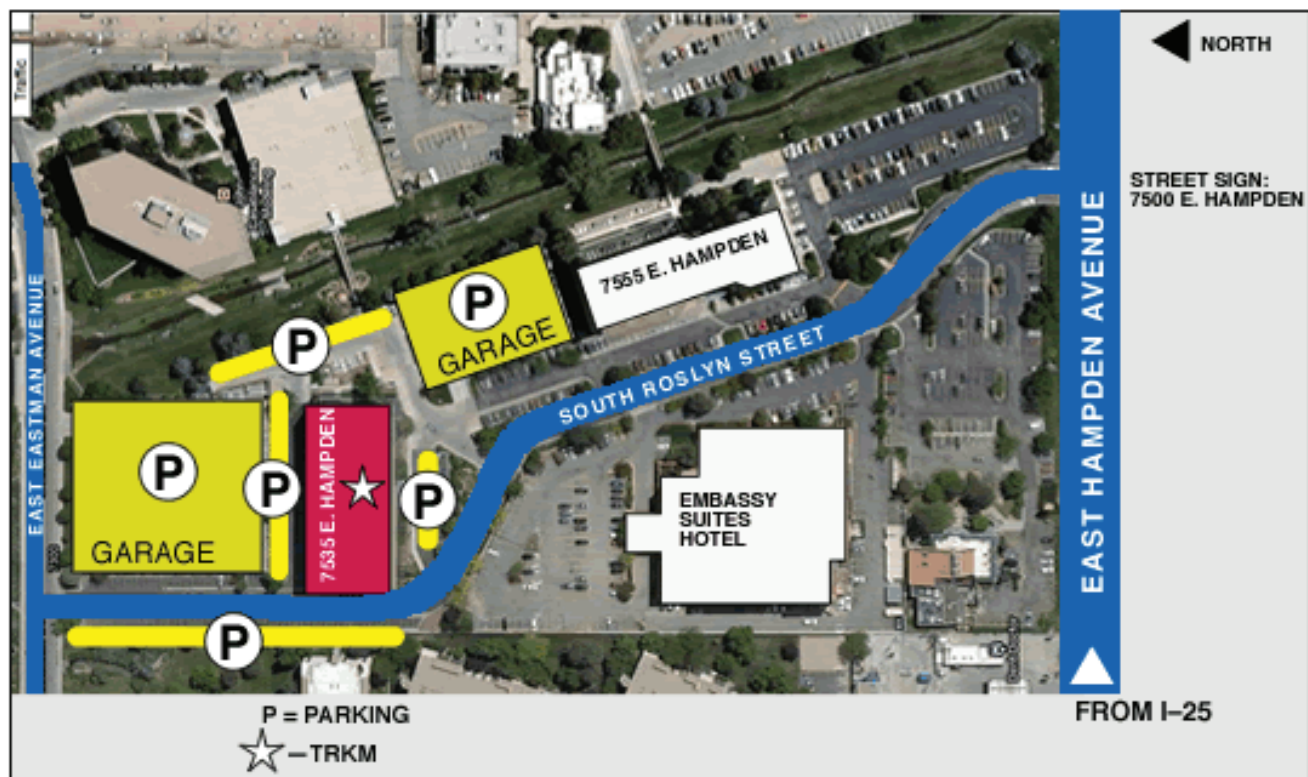 Traffic
NORTH
STREET SIGN:
7500 E. HAMPDEN
EAST HAMPDEN AVENUE
7555 E. HAMPDEN
P
GARAGE
P
SOUTH ROSLYN STREET
EAST EASTMAN AVENUE
P
GARAGE
P
7535 E. HAMPDEN
P
EMBASSY
SUITES
HOTEL
P
FROM I–25
P = PARKING
–TRKM